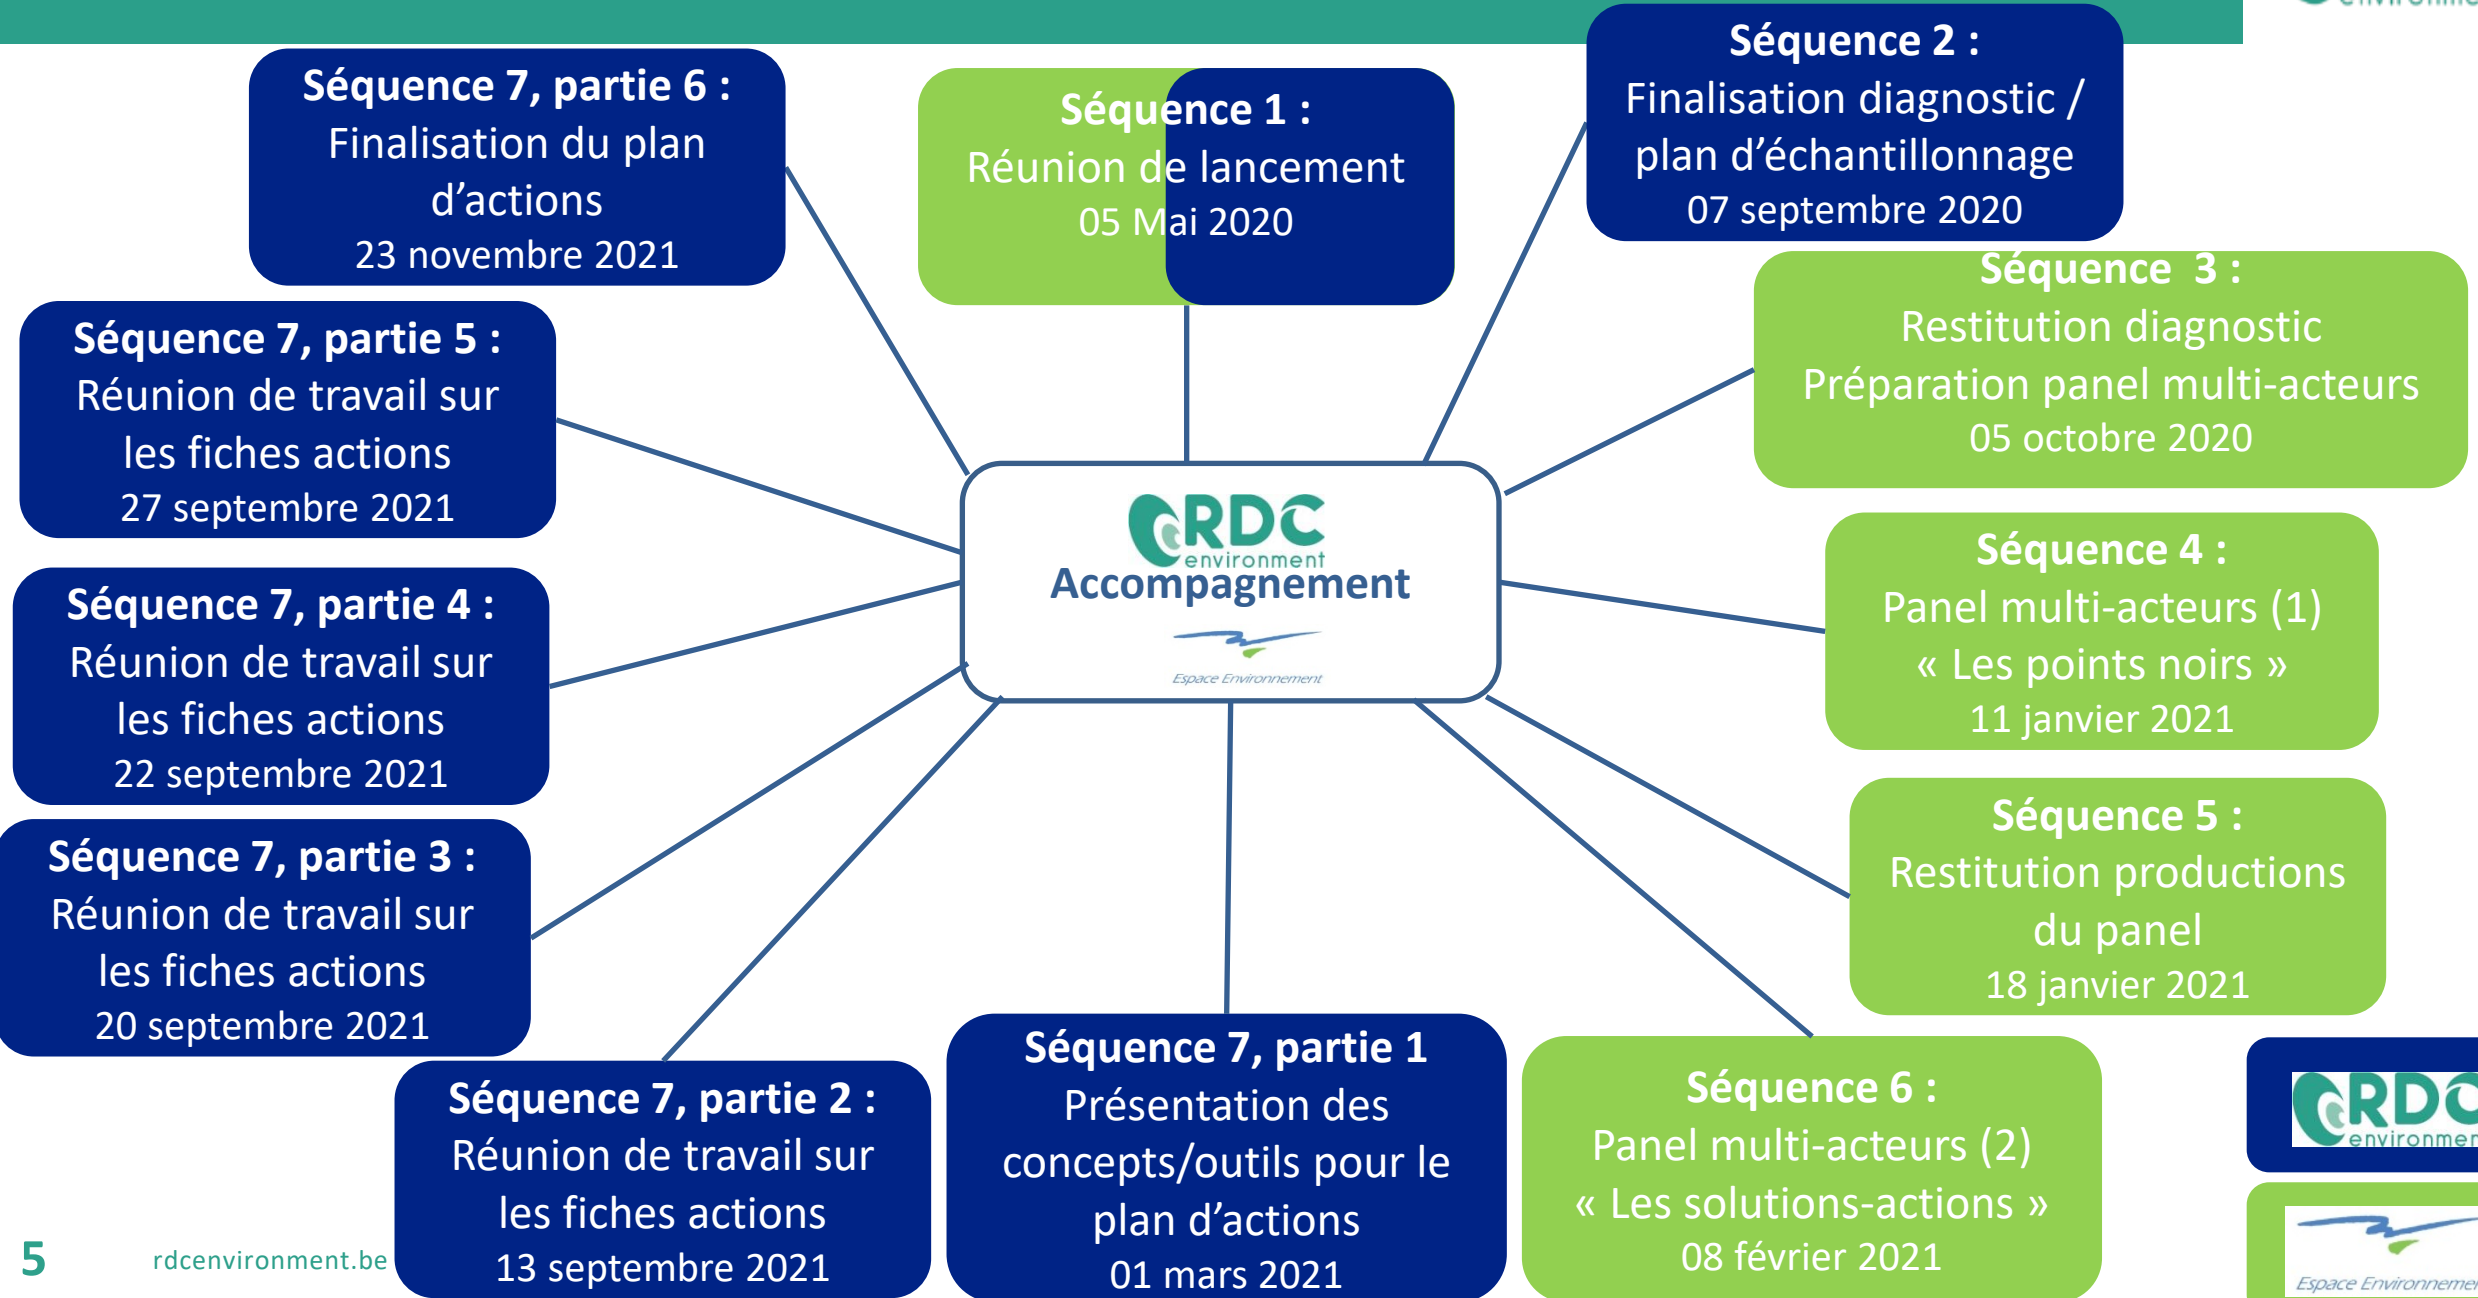 Séquence 1 :
Réunion de lancement
05 Mai 2020
Séquence 2 :
Finalisation diagnostic /
plan d’échantillonnage
07 septembre 2020
Séquence  3 :
Restitution diagnostic
Préparation panel multi-acteurs
05 octobre 2020
Séquence 4 :
Panel multi-acteurs (1)
« Les points noirs »
11 janvier 2021
Séquence 5 :
Restitution productions
du panel
18 janvier 2021
Séquence 6 :
Panel multi-acteurs (2)
« Les solutions-actions »
08 février 2021
Séquence 7, partie 1
Présentation des
concepts/outils pour le
plan d’actions
01 mars 2021
Séquence 7, partie 2 :
Réunion de travail sur
les fiches actions
13 septembre 2021
Séquence 7, partie 3 :
Réunion de travail sur
les fiches actions
20 septembre 2021
Séquence 7, partie 4 :
Réunion de travail sur
les fiches actions
22 septembre 2021
Séquence 7, partie 5 :
Réunion de travail sur
les fiches actions
27 septembre 2021
Séquence 7, partie 6 :
Finalisation du plan
d’actions
23 novembre 2021
RDC
environment
Accompagnement
Espace Environnement
RDC
environmen
Espace Environneme
5
rdcenvironment.be